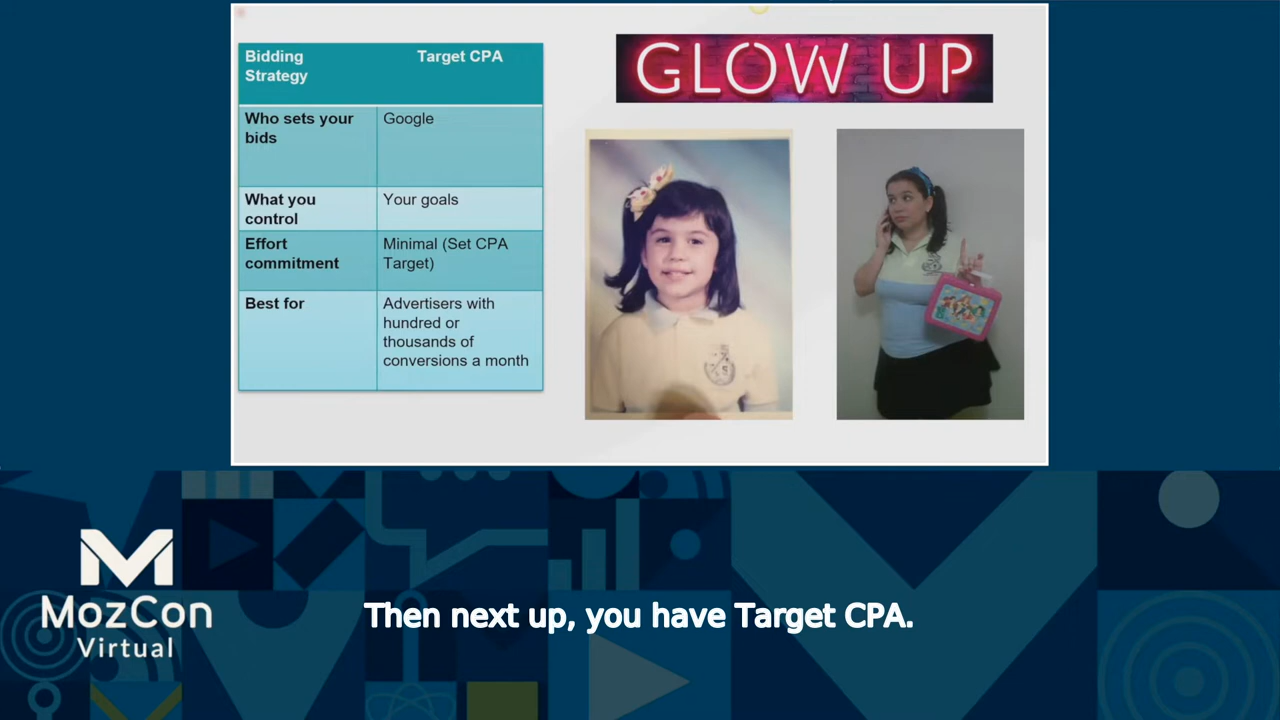 Bidding Strategy
Target CPA
Who sets your bids
Google
What you control
Your goals
Effort commitment
Minimal (Set CPA Target)
Best for
Advertisers with
hundred or
thousands of
conversions a month
GLOW UP
MozCon
Virtual
Then next up, you have Target CPA.